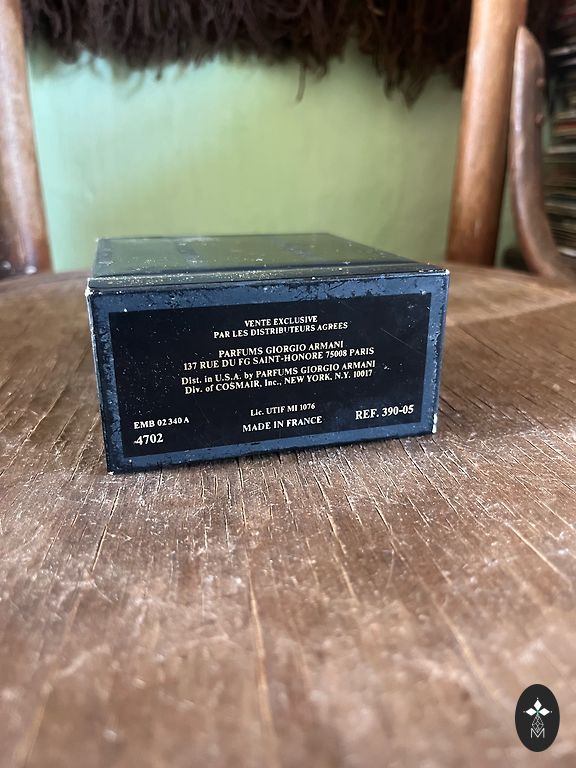 VENTE EXCLUSIVE
PAR LES DISTRIBUTEURS AGREES
PARFUMS GIORGIO ARMANI
137 RUE DU FG SAINT-HONORE 75008 PARIS
Dist. in U.S.A. by PARFUMS GIORGIO ARMANI
Div. of COSMAIR, Inc., NEW YORK, N.Y. 10017
Lic. UTIF MI 1076
EMB 02 340 A
4702
MADE IN FRANCE
REF. 390-05
M